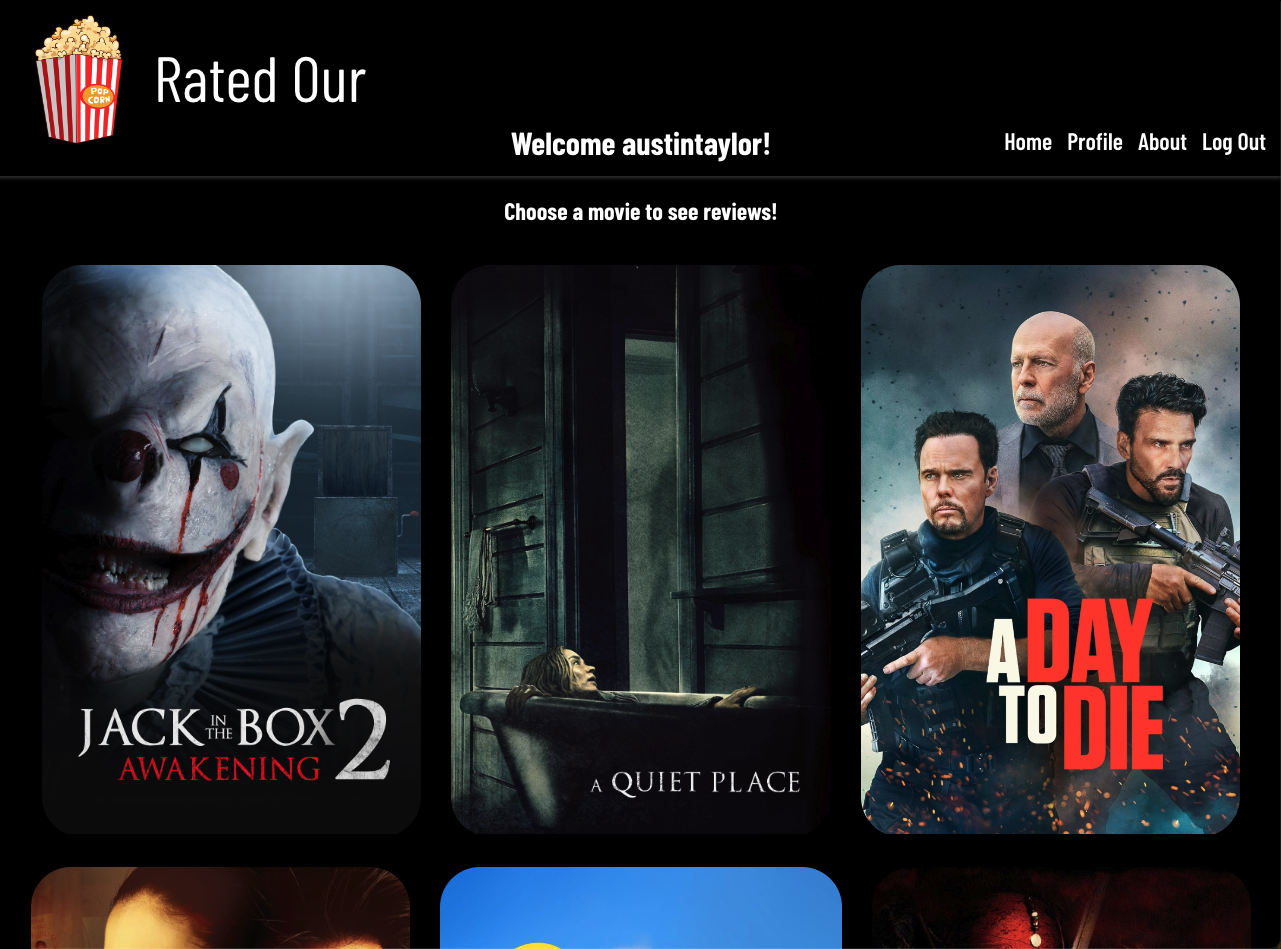 POP
CORN
Rated Our
Welcome austintaylor!
Home Profile About Log Out
Choose a movie to see reviews!
JACK IN THE BOX 2
AWAKENING
A QUIET PLACE
A DAY
TO DIE